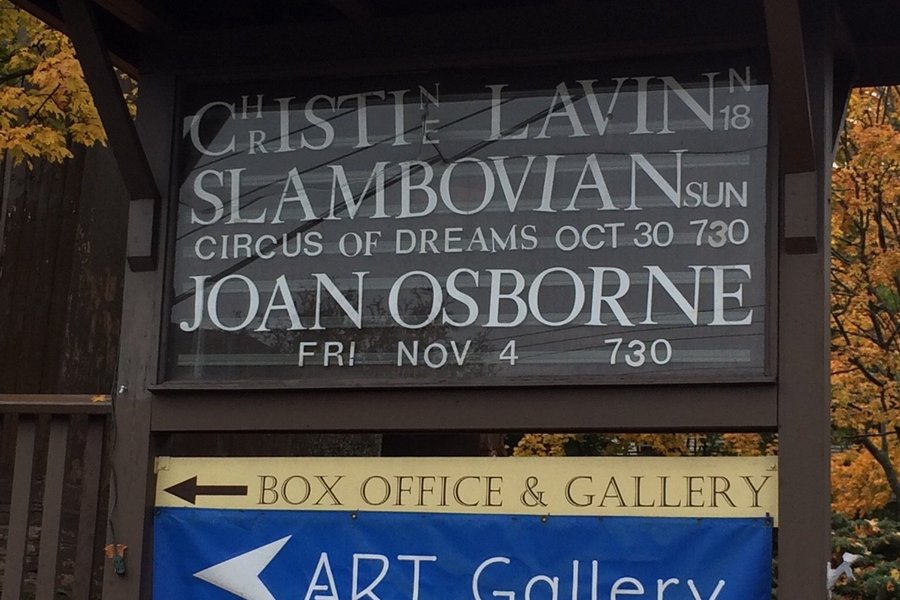 CHRISTINE LAVIN N 18
SLAMBOVIAN SUN
CIRCUS OF DREAMS OCT 30 730
JOAN OSBORNE
FRI NOV 4 730
BOX OFFICE & GALLERY
ART Gallery